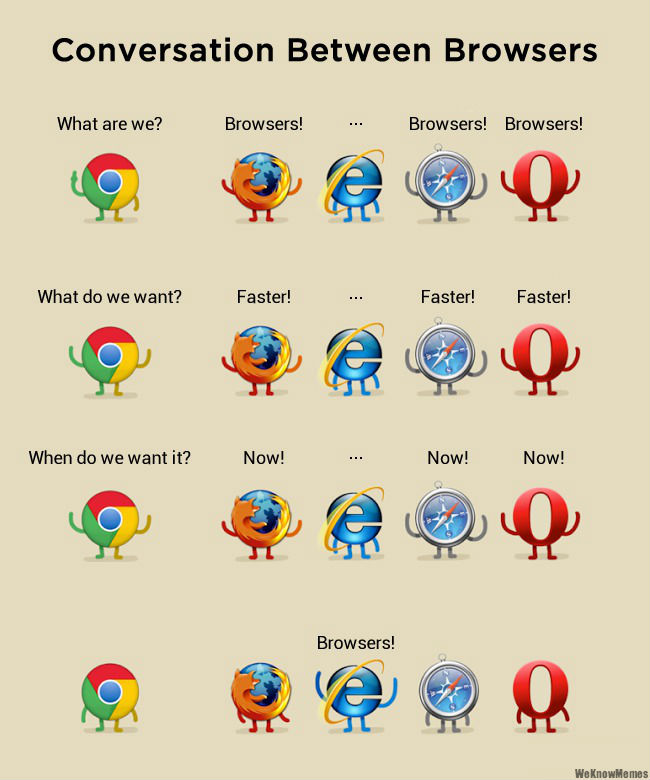 Conversation Between Browsers
What are we? Browsers! ... Browsers! Browsers!
What do we want? Faster! ... Faster! Faster!
When do we want it? Now! ... Now! Now!
Browsers!
WeKnowMemes